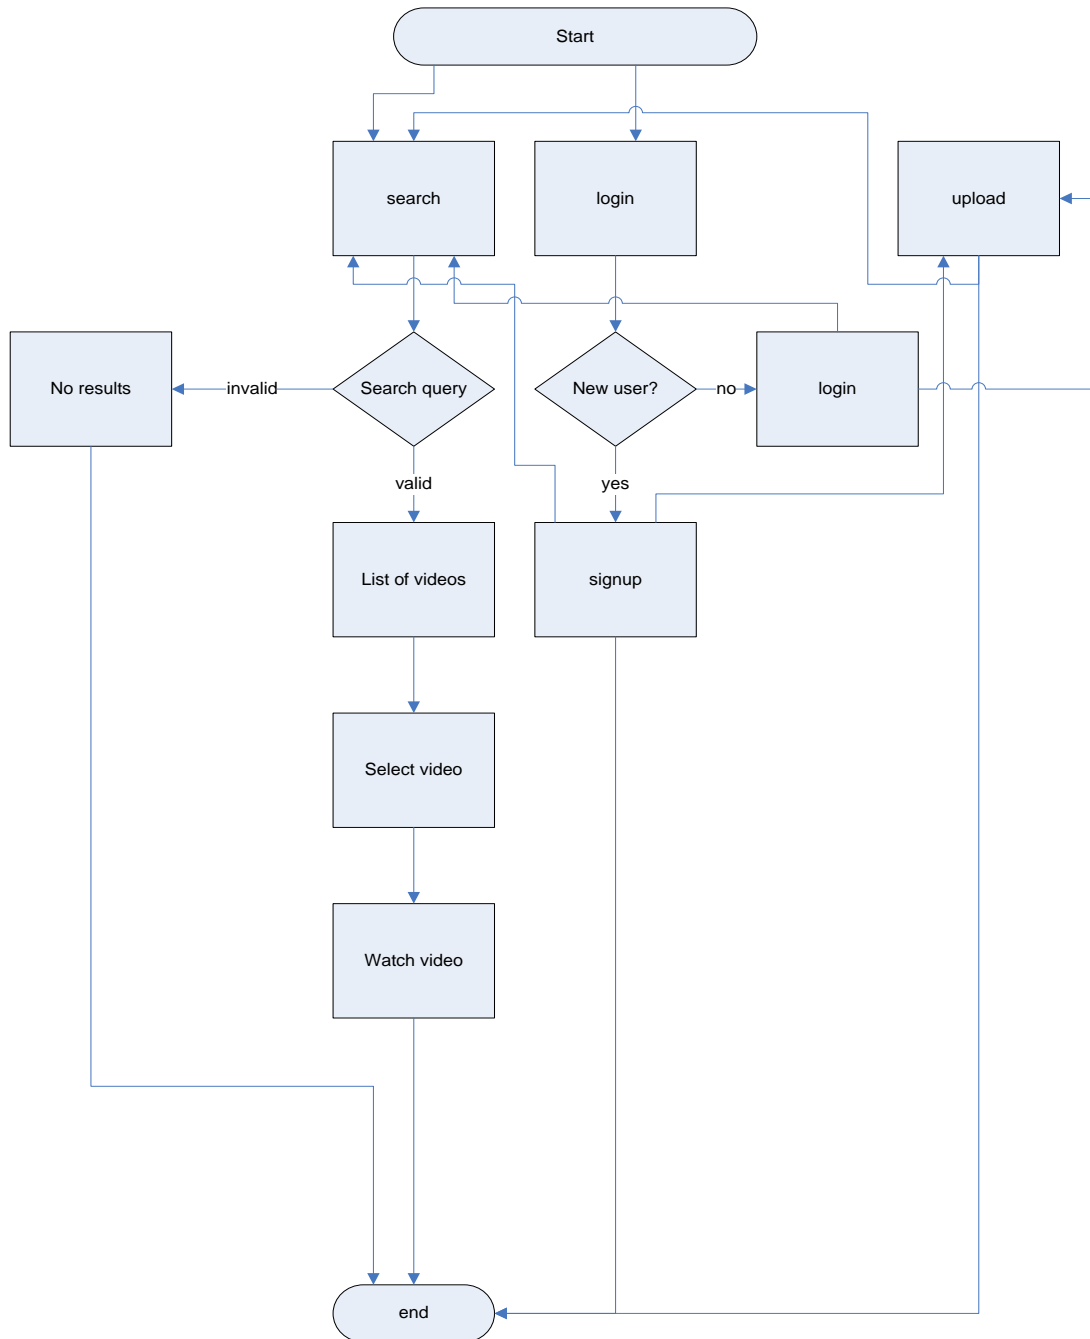 Start
search
login
upload
No results
invalid
Search query
New user?
no
login
valid
yes
List of videos
signup
Select video
Watch video
end